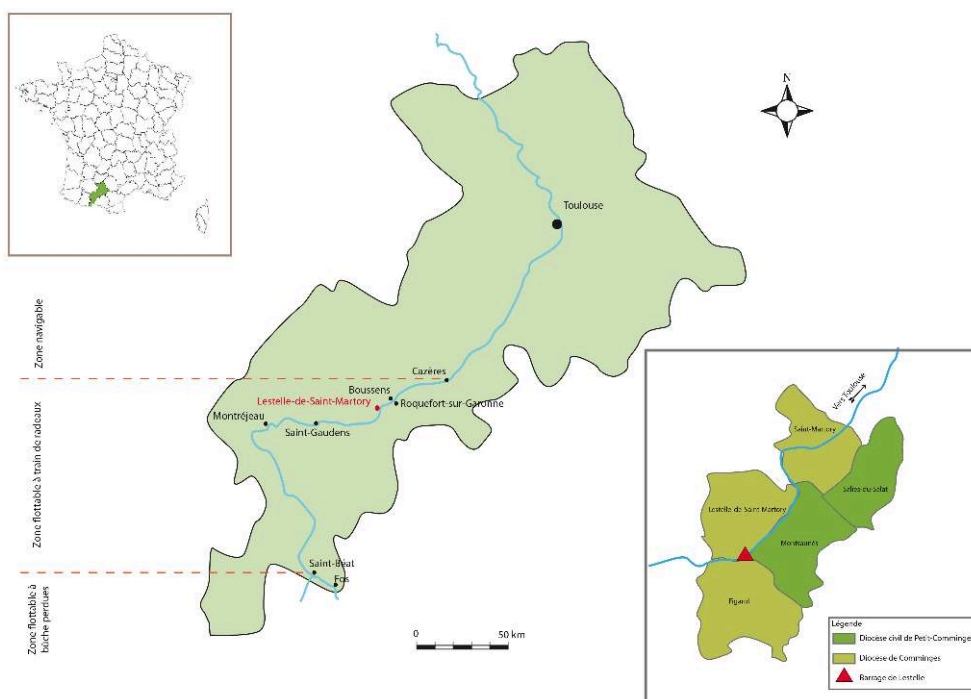 N
Toulouse
Zone navigable
Cazères
Boussens
Lestelle-de-Saint-Martory
Roquefort-sur-Garonne
Montréjeau
Saint-Gaudens
Zone flottable à train de radeaux
Saint-Béat
Fos
Zone flottable à
bûche perdues
0
50 km
Vers Toulouse
Saint-Martory
Salies-du-Salat
Lestelle-de-Saint-Martory
Montsaunès
Figarol
Légende
Diocèse civil de Petit-Comminges
Diocèse de Comminges
Barrage de Lestelle